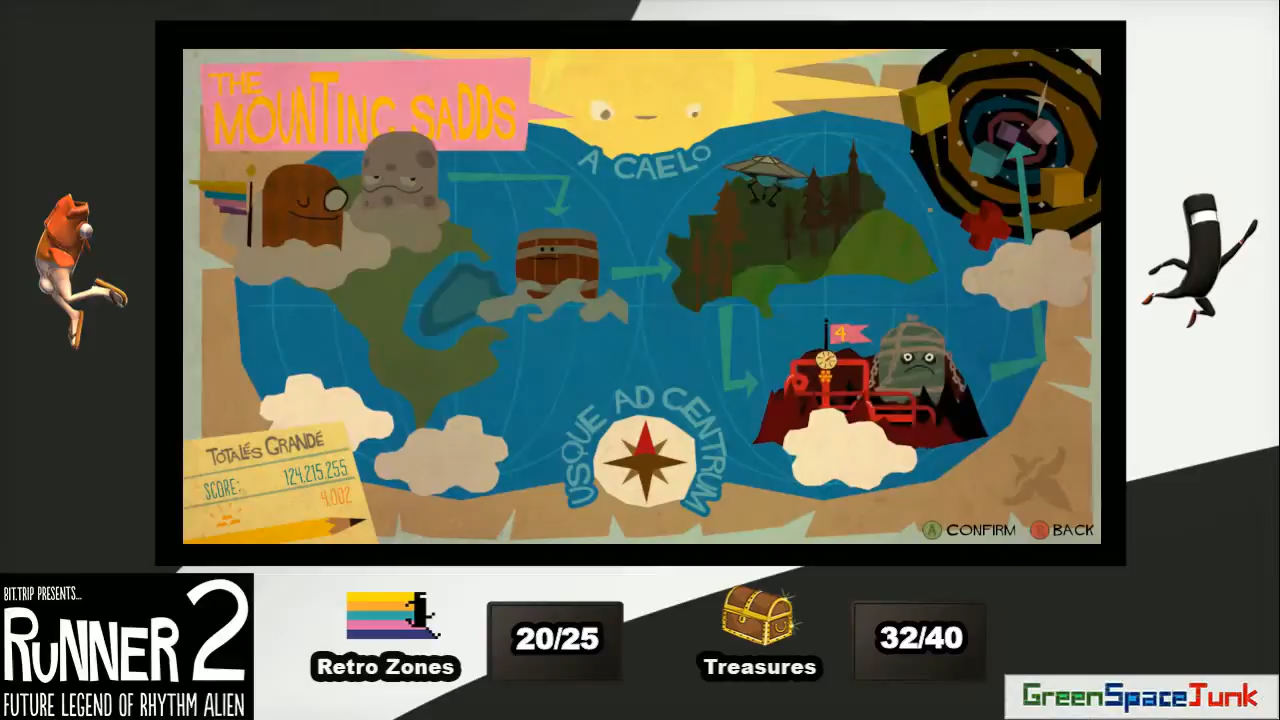 THE
MOUNTING SADDS
A CAELO
4
USQUE AD CENTRUM
TOTALÉS GRANDÉ
SCORE: 124,215,255
4,002
A CONFIRM B BACK
BIT.TRIP PRESENTS...
RUNNER 2
FUTURE LEGEND OF RHYTHM ALIEN
Retro Zones
20/25
Treasures
32/40
GreenSpaceJunk